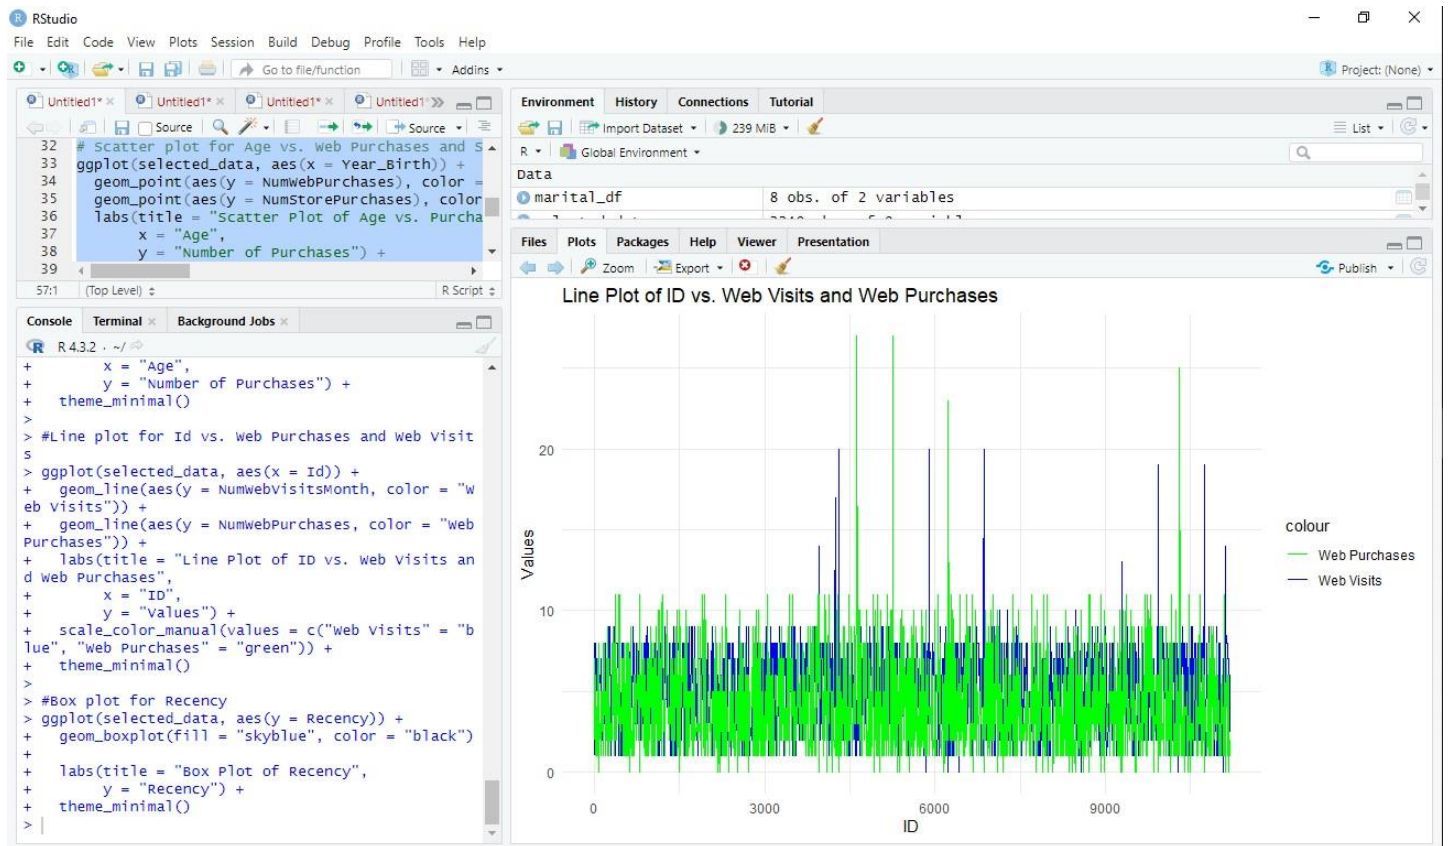 RStudio
File Edit Code View Plots Session Build Debug Profile Tools Help
Go to file/function
Addins
Project: (None)
Untitled1* Untitled1* Untitled1* Untitled1*
Source
Source
32 # Scatter plot for Age vs. Web Purchases and S
33 ggplot(selected_data, aes(x = Year_Birth)) +
34 geom_point(aes(y = NumWebPurchases), color =
35 geom_point(aes(y = NumStorePurchases), color
36 labs(title = "Scatter Plot of Age vs. Purcha
37 x = "Age",
38 y = "Number of Purchases") +
39
57:1 (Top Level) R Script
Console Terminal Background Jobs
R 4.3.2 · ~/
+ x = "Age",
+ y = "Number of Purchases") +
+ theme_minimal()
>
> #Line plot for Id vs. Web Purchases and Web Visit
s
> ggplot(selected_data, aes(x = Id)) +
+ geom_line(aes(y = NumWebVisitsMonth, color = "W
eb Visits")) +
+ geom_line(aes(y = NumWebPurchases, color = "Web
Purchases")) +
+ labs(title = "Line Plot of ID vs. Web Visits an
d Web Purchases",
+ x = "ID",
+ y = "Values") +
+ scale_color_manual(values = c("Web Visits" = "b
lue", "Web Purchases" = "green")) +
+ theme_minimal()
>
> #Box plot for Recency
> ggplot(selected_data, aes(y = Recency)) +
+ geom_boxplot(fill = "skyblue", color = "black")
+
+ labs(title = "Box Plot of Recency",
+ y = "Recency") +
+ theme_minimal()
>
Environment History Connections Tutorial
Import Dataset 239 MiB
List
R Global Environment
Data
marital_df 8 obs. of 2 variables
Files Plots Packages Help Viewer Presentation
Zoom Export
Publish
Line Plot of ID vs. Web Visits and Web Purchases
Values
20
10
0
0 3000 6000 9000
ID
colour
Web Purchases
Web Visits